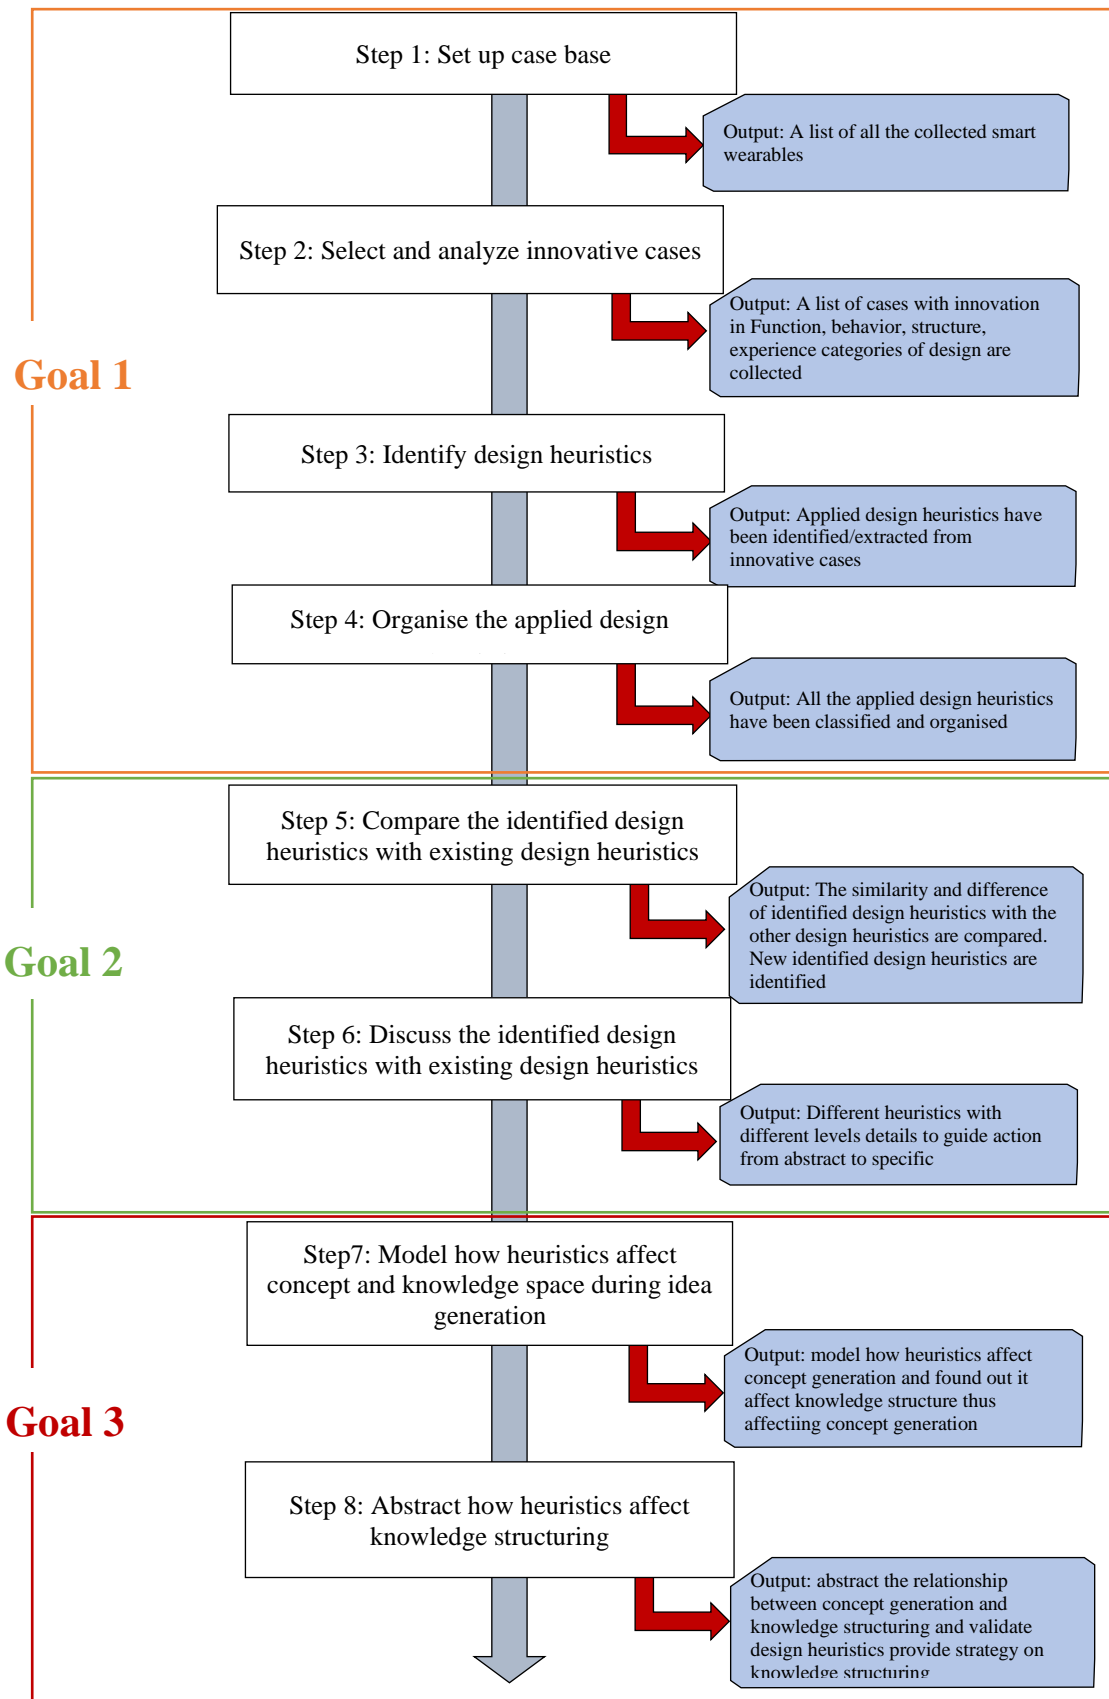 Step 1: Set up case base
Output: A list of all the collected smart
wearables
Step 2: Select and analyze innovative cases
Output: A list of cases with innovation
in Function, behavior, structure,
experience categories of design are
collected
Goal 1
Step 3: Identify design heuristics
Output: Applied design heuristics have
been identified/extracted from
innovative cases
Step 4: Organise the applied design
Output: All the applied design heuristics
have been classified and organised
Step 5: Compare the identified design
heuristics with existing design heuristics
Output: The similarity and difference
of identified design heuristics with the
other design heuristics are compared.
New identified design heuristics are
identified
Goal 2
Step 6: Discuss the identified design
heuristics with existing design heuristics
Output: Different heuristics with
different levels details to guide action
from abstract to specific
Step7: Model how heuristics affect
concept and knowledge space during idea
generation
Output: model how heuristics affect
concept generation and found out it
affect knowledge structure thus
affectiing concept generation
Goal 3
Step 8: Abstract how heuristics affect
knowledge structuring
Output: abstract the relationship
between concept generation and
knowledge structuring and validate
design heuristics provide strategy on
knowledge structuring